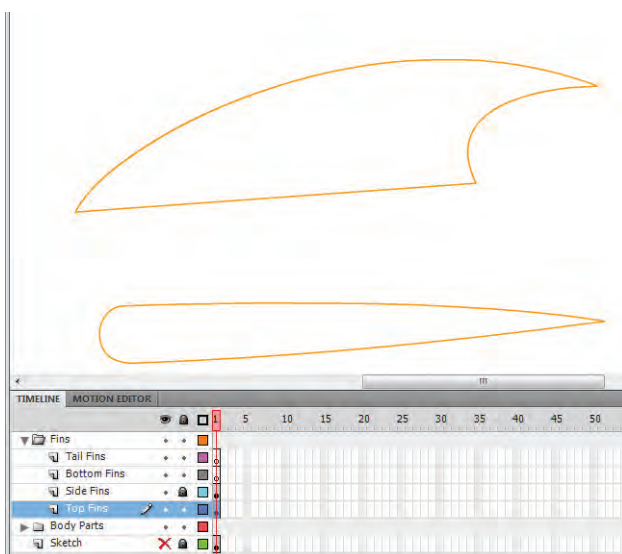 TIMELINE MOTION EDITOR
1 5 10 15 20 25 30 35 40 45 50
Fins
Tail Fins
Bottom Fins
Side Fins
Top Fins
Body Parts
Sketch